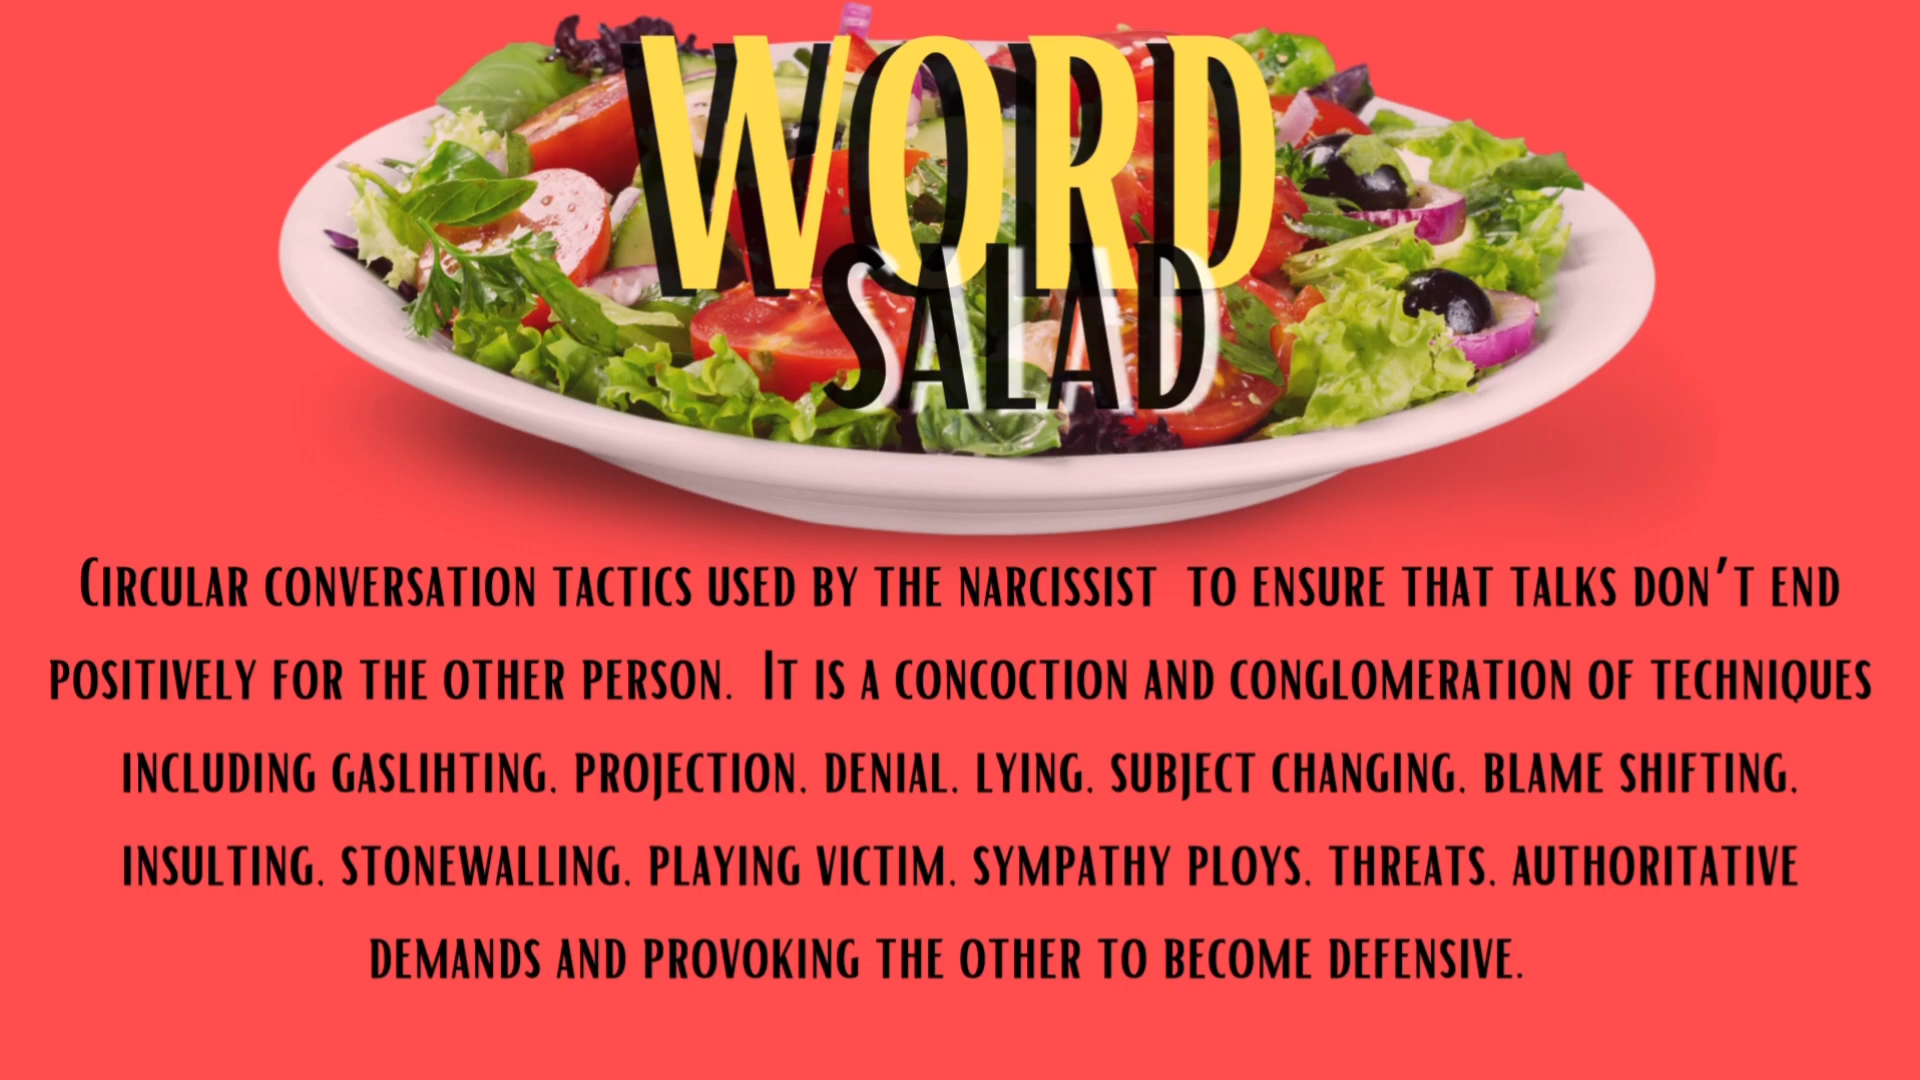 WORD
SALAD
Circular conversation tactics used by the narcissist to ensure that talks don't end
positively for the other person. It is a concoction and conglomeration of techniques
including gaslihting, projection, denial, lying, subject changing, blame shifting,
insulting, stonewalling, playing victim, sympathy ploys, threats, authoritative
demands and provoking the other to become defensive.